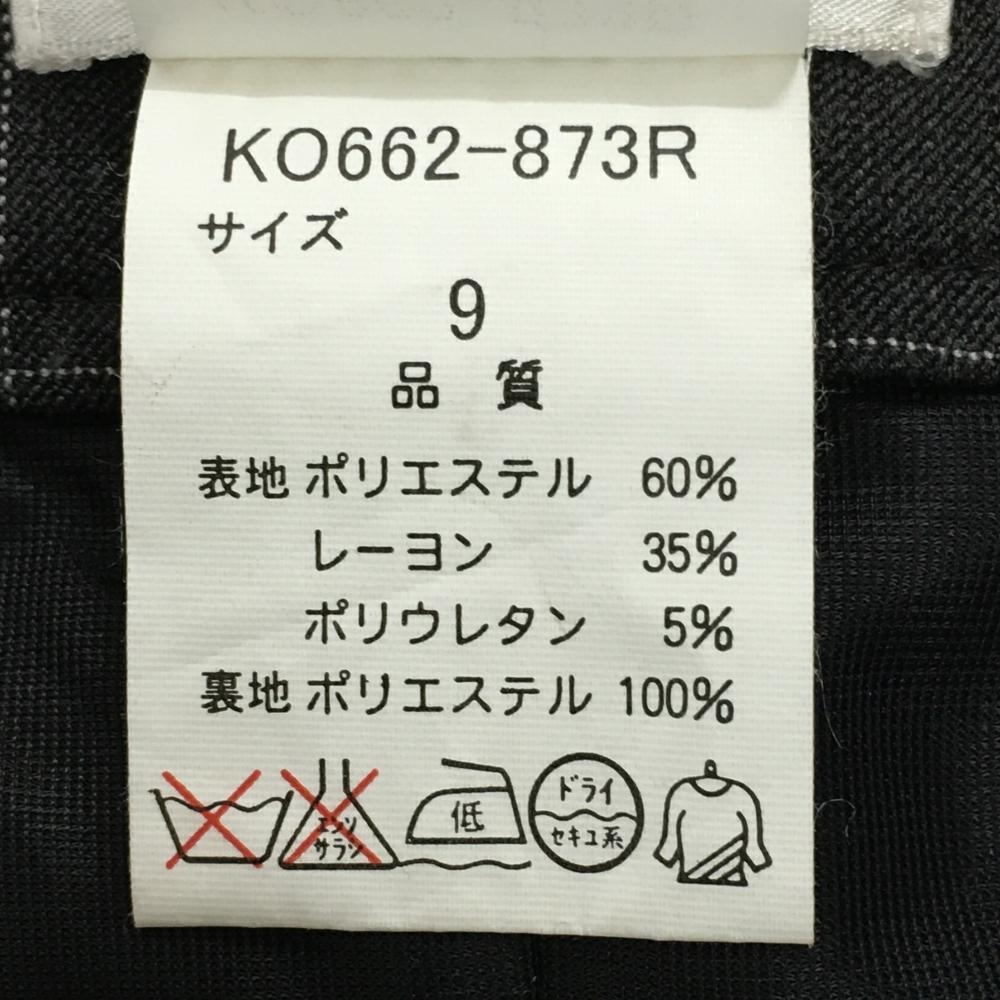 KO662-873R
サイズ
9
品 質
表地 ポリエステル 60%
レーヨン 35%
ポリウレタン 5%
裏地 ポリエステル 100%
エンソ
サラシ
低
ドライ
セキユ系